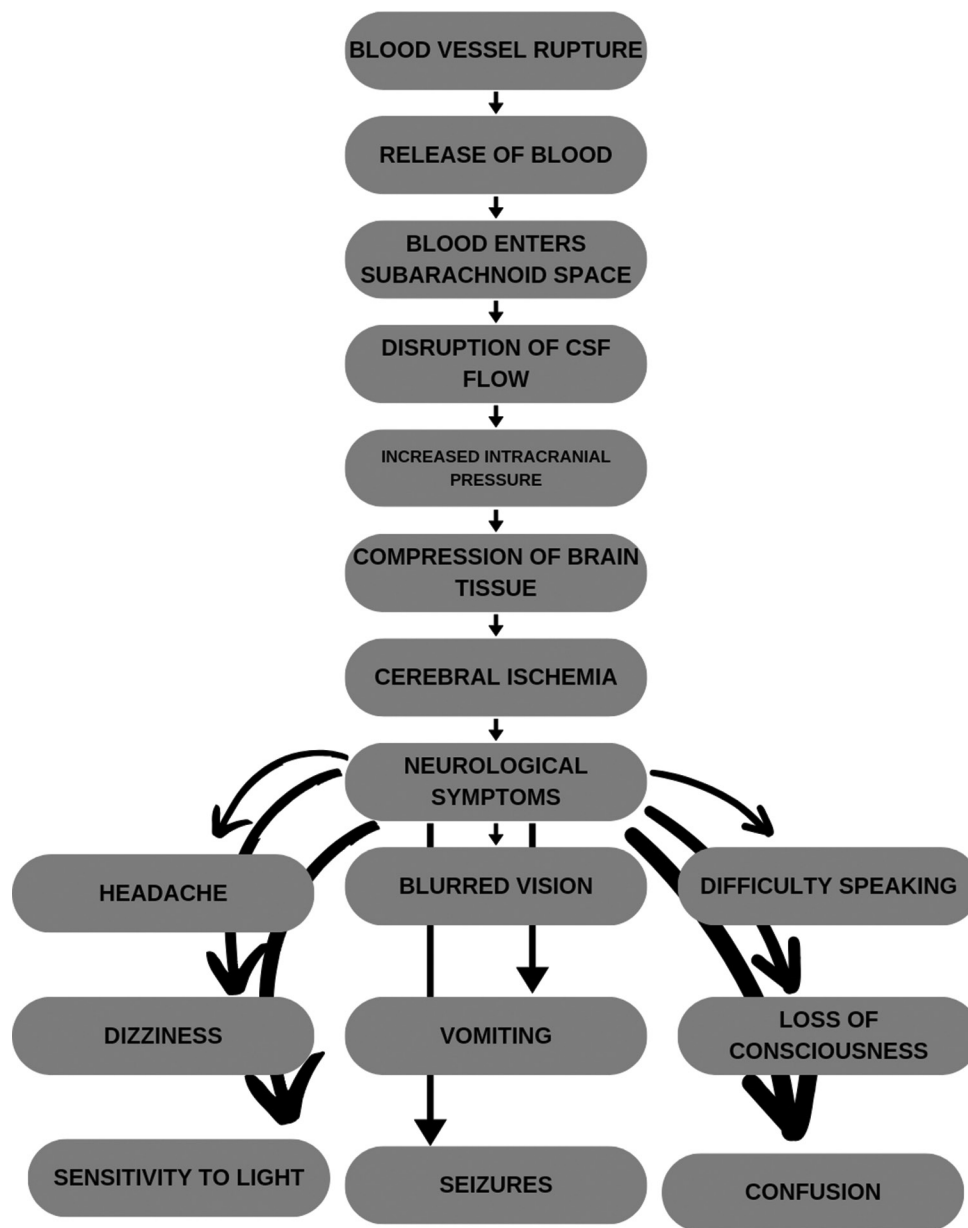 BLOOD VESSEL RUPTURE
RELEASE OF BLOOD
BLOOD ENTERS
SUBARACHNOID SPACE
DISRUPTION OF CSF
FLOW
INCREASED INTRACRANIAL
PRESSURE
COMPRESSION OF BRAIN
TISSUE
CEREBRAL ISCHEMIA
NEUROLOGICAL
SYMPTOMS
HEADACHE
BLURRED VISION
DIFFICULTY SPEAKING
DIZZINESS
VOMITING
LOSS OF
CONSCIOUSNESS
SENSITIVITY TO LIGHT
SEIZURES
CONFUSION